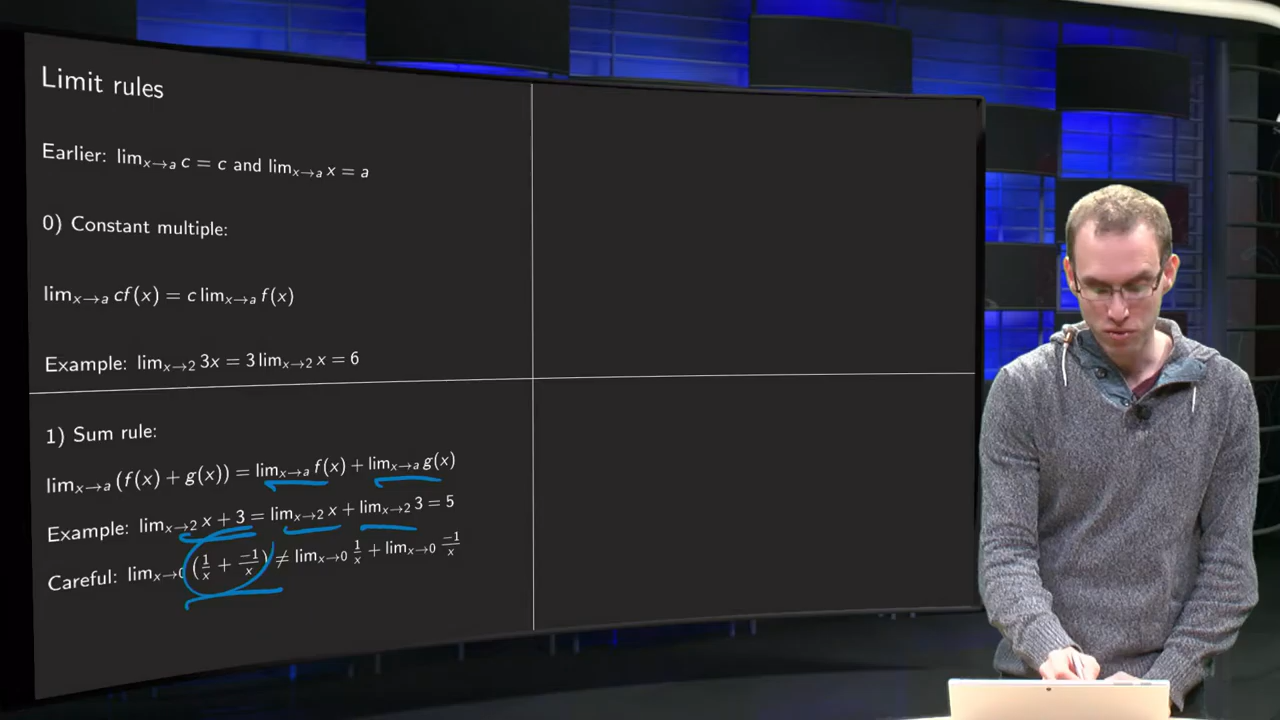 Limit rules
Earlier: lim_{x→a} c = c and lim_{x→a} x = a
0) Constant multiple:
lim_{x→a} cf(x) = c lim_{x→a} f(x)
Example: lim_{x→2} 3x = 3 lim_{x→2} x = 6
1) Sum rule:
lim_{x→a} (f(x) + g(x)) = lim_{x→a} f(x) + lim_{x→a} g(x)
Example: lim_{x→2} x + 3 = lim_{x→2} x + lim_{x→2} 3 = 5
Careful: lim_{x→0} (1/x + -1/x) ≠ lim_{x→0} 1/x + lim_{x→0} -1/x